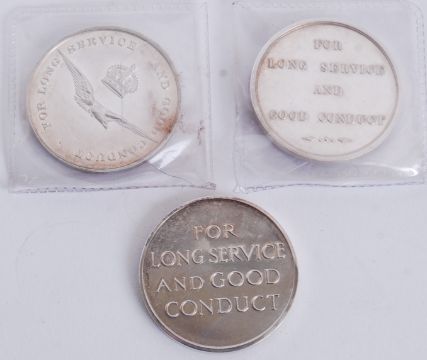 FOR LONG SERVICE AND GOOD CONDUCT
FOR
LONG SERVICE
AND
GOOD CONDUCT
FOR
LONG SERVICE
AND GOOD
CONDUCT